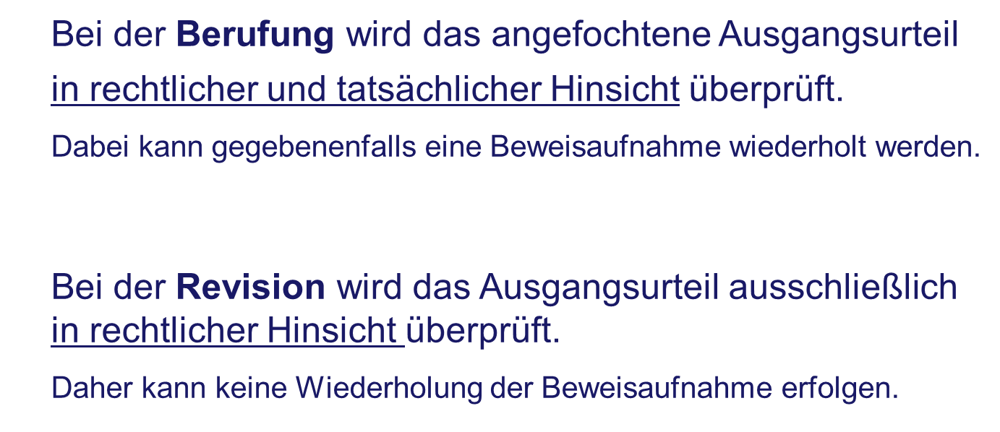 Bei der Berufung wird das angefochtene Ausgangsurteil
in rechtlicher und tatsächlicher Hinsicht überprüft.
Dabei kann gegebenenfalls eine Beweisaufnahme wiederholt werden.
Bei der Revision wird das Ausgangsurteil ausschließlich
in rechtlicher Hinsicht überprüft.
Daher kann keine Wiederholung der Beweisaufnahme erfolgen.